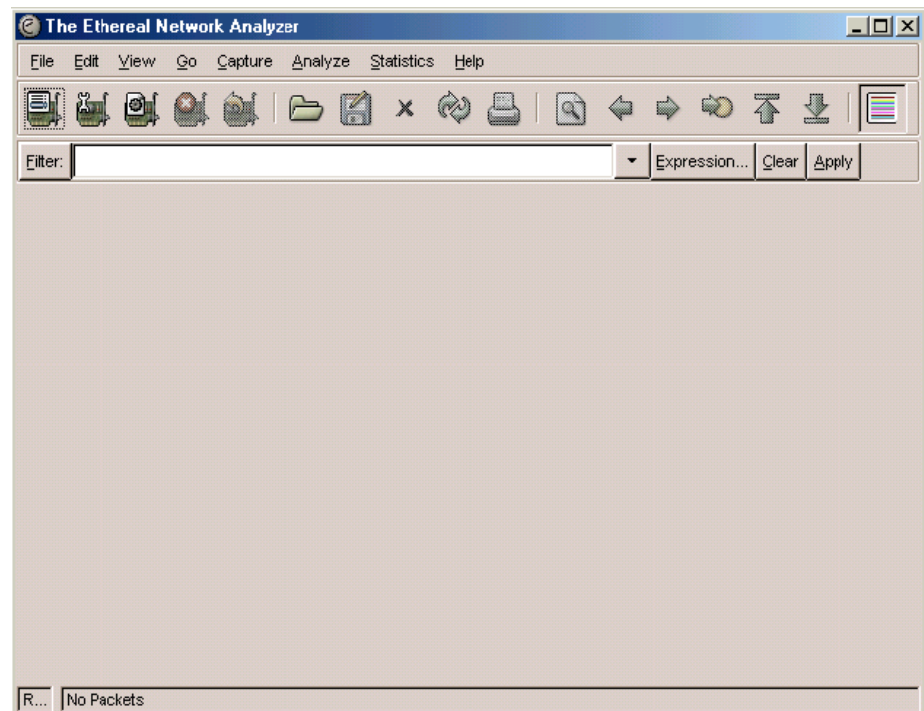 The Ethereal Network Analyzer
File Edit View Go Capture Analyze Statistics Help
Filter: Expression... Clear Apply
R... No Packets